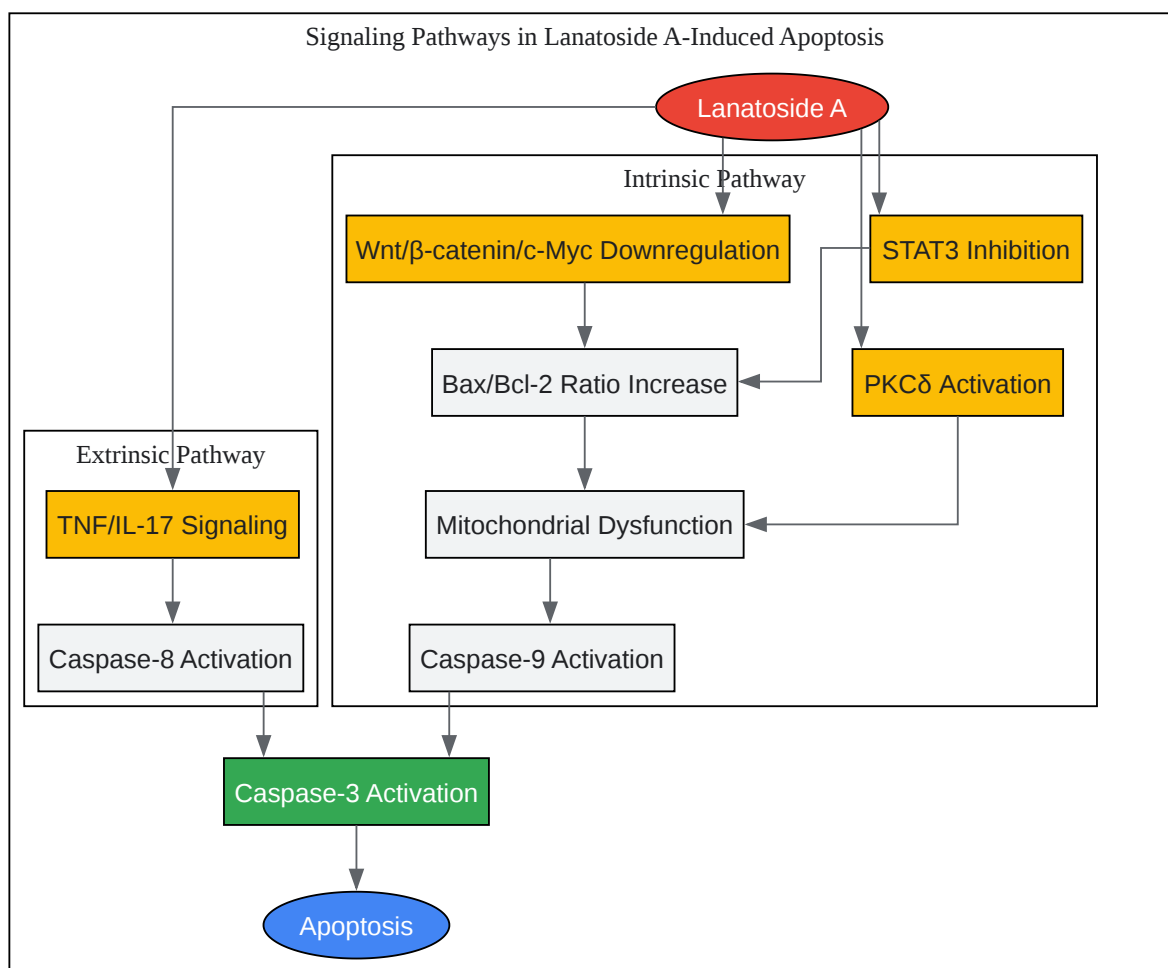 Signaling Pathways in Lanatoside A-Induced Apoptosis
Lanatoside A
Intrinsic Pathway
Wnt/β-catenin/c-Myc Downregulation
STAT3 Inhibition
Bax/Bcl-2 Ratio Increase
PKCδ Activation
Extrinsic Pathway
TNF/IL-17 Signaling
Mitochondrial Dysfunction
Caspase-8 Activation
Caspase-9 Activation
Caspase-3 Activation
Apoptosis